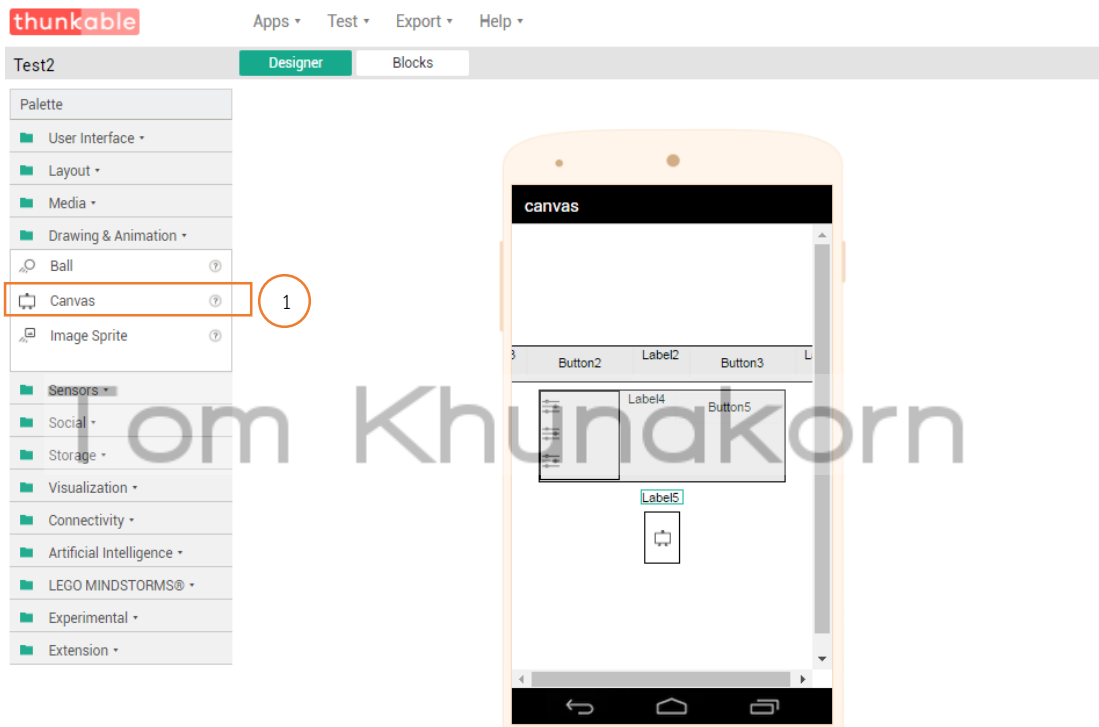 thunkable
Apps Test Export Help
Test2
Designer Blocks
Palette
User Interface
Layout
Media
Drawing & Animation
Ball
Canvas
Image Sprite
Sensors
Social
Storage
Visualization
Connectivity
Artificial Intelligence
LEGO MINDSTORMS®
Experimental
Extension
1
canvas
3 Button2 Label2 Button3 L
Label4 Button5
Label5
Tom Khunakorn